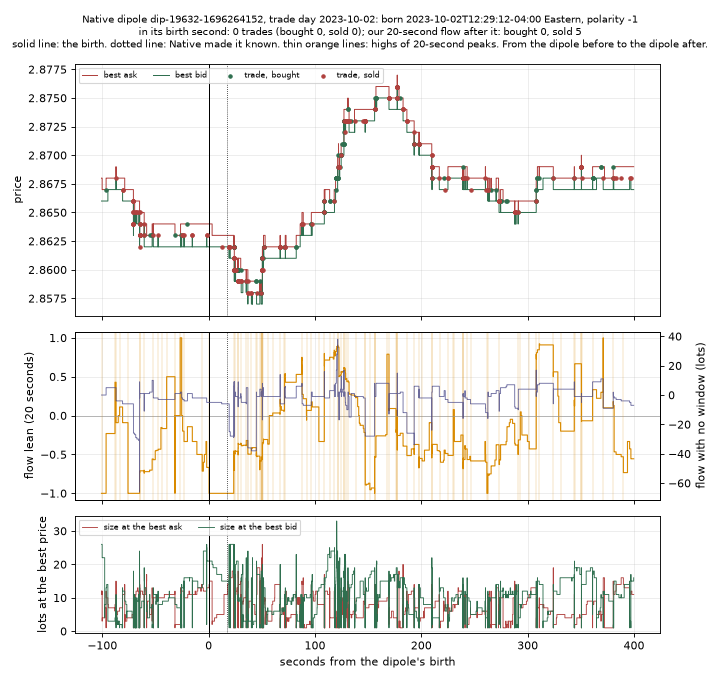 Native dipole dip-19632-1696264152, trade day 2023-10-02: born 2023-10-02T12:29:12-04:00 Eastern, polarity -1
in its birth second: 0 trades (bought 0, sold 0); our 20-second flow after it: bought 0, sold 5
solid line: the birth. dotted line: Native made it known. thin orange lines: highs of 20-second peaks. From the dipole before to the dipole after.
best ask
best bid
trade, bought
trade, sold
2.8775
2.8750
2.8725
2.8700
2.8675
2.8650
2.8625
2.8600
2.8575
price
1.0
0.5
0.0
−0.5
−1.0
flow lean (20 seconds)
40
20
0
−20
−40
−60
flow with no window (lots)
size at the best ask
size at the best bid
30
20
10
0
lots at the best price
−100
0
100
200
300
400
seconds from the dipole's birth